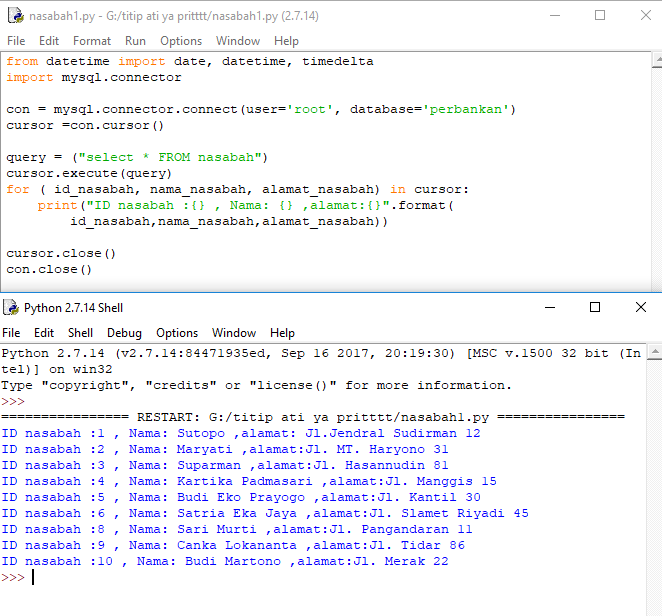 nasabah1.py - G:/titip ati ya pritttt/nasabah1.py (2.7.14)
File Edit Format Run Options Window Help
from datetime import date, datetime, timedelta
import mysql.connector
con = mysql.connector.connect(user='root', database='perbankan')
cursor =con.cursor()
query = ("select * FROM nasabah")
cursor.execute(query)
for ( id_nasabah, nama_nasabah, alamat_nasabah) in cursor:
    print("ID nasabah :{} , Nama: {} ,alamat:{}".format(
        id_nasabah,nama_nasabah,alamat_nasabah))
cursor.close()
con.close()
Python 2.7.14 Shell
File Edit Shell Debug Options Window Help
Python 2.7.14 (v2.7.14:84471935ed, Sep 16 2017, 20:19:30) [MSC v.1500 32 bit (In
tel)] on win32
Type "copyright", "credits" or "license()" for more information.
>>>
================ RESTART: G:/titip ati ya pritttt/nasabah1.py ================
ID nasabah :1 , Nama: Sutopo ,alamat: Jl.Jendral Sudirman 12
ID nasabah :2 , Nama: Maryati ,alamat:Jl. MT. Haryono 31
ID nasabah :3 , Nama: Suparman ,alamat:Jl. Hasannudin 81
ID nasabah :4 , Nama: Kartika Padmasari ,alamat:Jl. Manggis 15
ID nasabah :5 , Nama: Budi Eko Prayogo ,alamat:Jl. Kantil 30
ID nasabah :6 , Nama: Satria Eka Jaya ,alamat:Jl. Slamet Riyadi 45
ID nasabah :8 , Nama: Sari Murti ,alamat:Jl. Pangandaran 11
ID nasabah :9 , Nama: Canka Lokananta ,alamat:Jl. Tidar 86
ID nasabah :10 , Nama: Budi Martono ,alamat:Jl. Merak 22
>>>